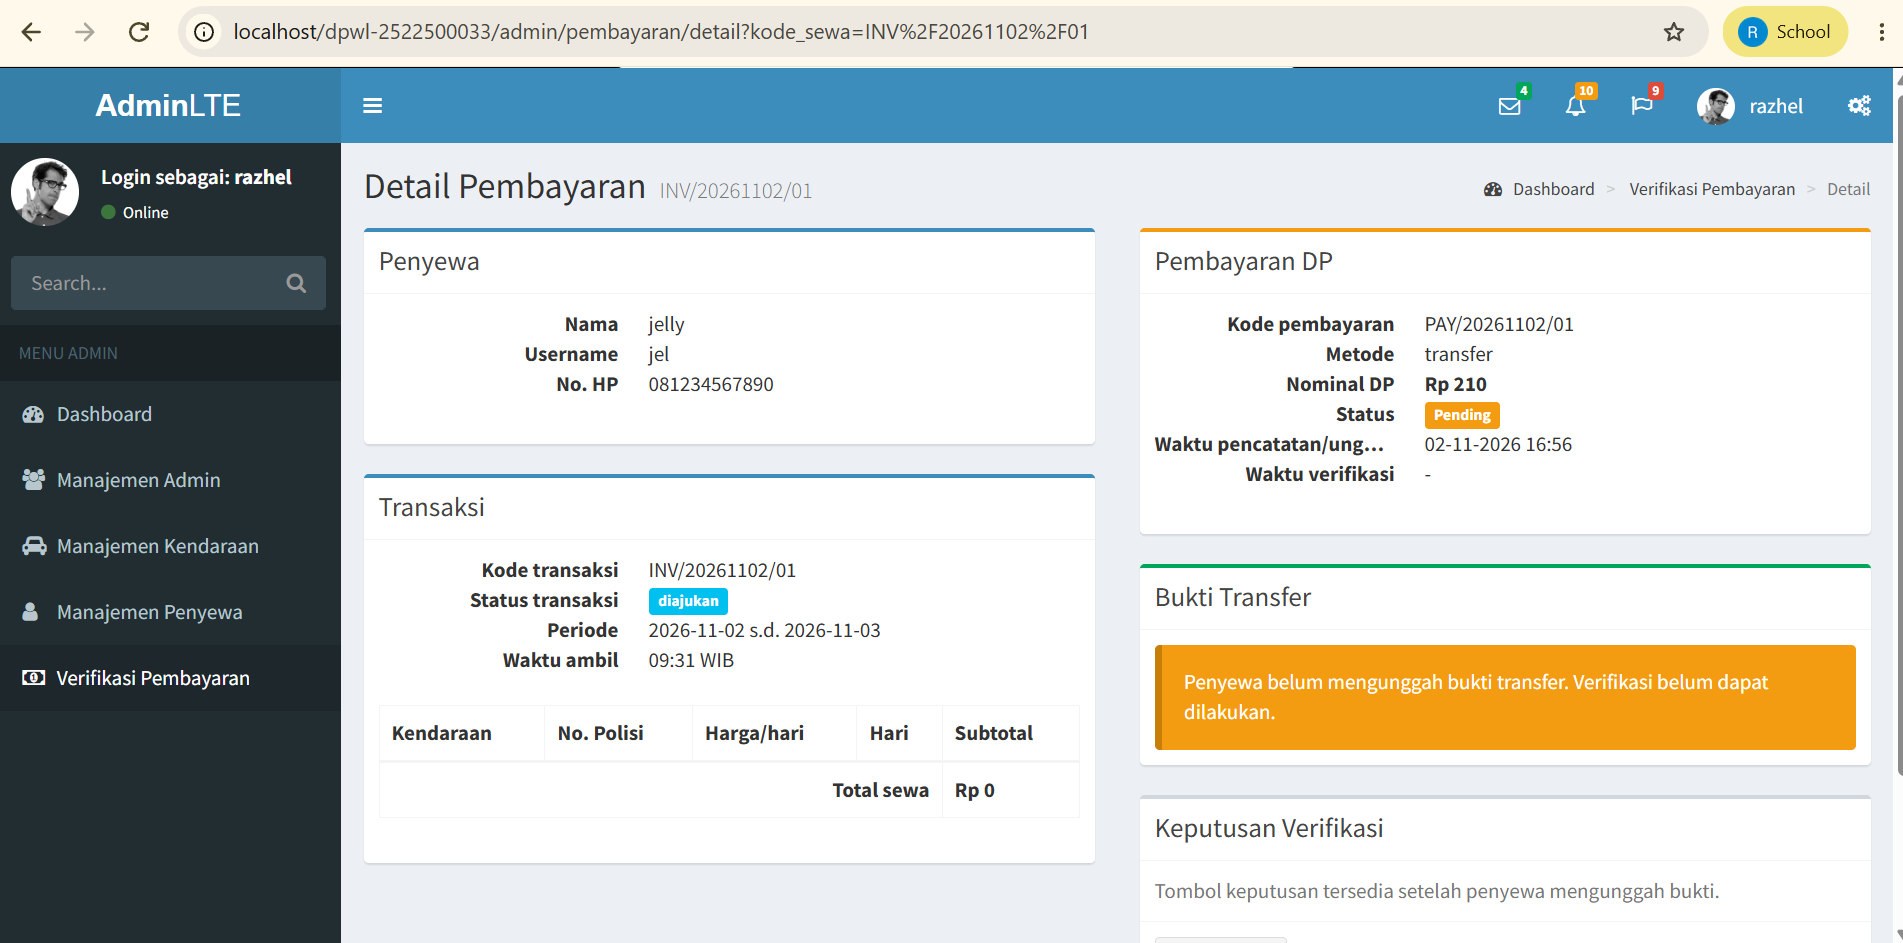 localhost/dpwl-2522500033/admin/pembayaran/detail?kode_sewa=INV%2F20261102%2F01
R School
AdminLTE
4
10
9
razhel
Login sebagai: razhel
Online
Search...
MENU ADMIN
Dashboard
Manajemen Admin
Manajemen Kendaraan
Manajemen Penyewa
Verifikasi Pembayaran
Detail Pembayaran INV/20261102/01
Dashboard > Verifikasi Pembayaran > Detail
Penyewa
Nama jelly
Username jel
No. HP 081234567890
Transaksi
Kode transaksi INV/20261102/01
Status transaksi diajukan
Periode 2026-11-02 s.d. 2026-11-03
Waktu ambil 09:31 WIB
Kendaraan No. Polisi Harga/hari Hari Subtotal
Total sewa Rp 0
Pembayaran DP
Kode pembayaran PAY/20261102/01
Metode transfer
Nominal DP Rp 210
Status Pending
Waktu pencatatan/ung... 02-11-2026 16:56
Waktu verifikasi -
Bukti Transfer
Penyewa belum mengunggah bukti transfer. Verifikasi belum dapat
dilakukan.
Keputusan Verifikasi
Tombol keputusan tersedia setelah penyewa mengunggah bukti.